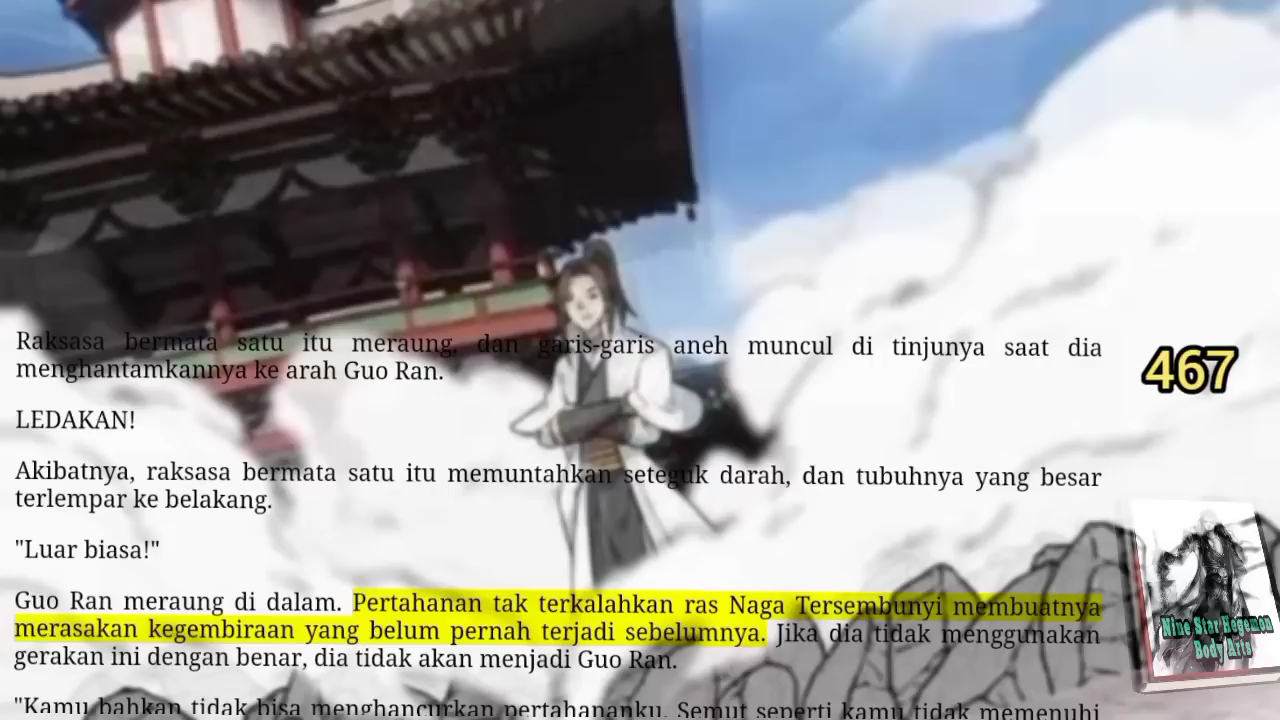 Raksasa bermata satu itu meraung, dan garis-garis aneh muncul di tinjunya saat dia
menghantamkannya ke arah Guo Ran.
LEDAKAN!
Akibatnya, raksasa bermata satu itu memuntahkan seteguk darah, dan tubuhnya yang besar
terlempar ke belakang.
"Luar biasa!"
Guo Ran meraung di dalam. Pertahanan tak terkalahkan ras Naga Tersembunyi membuatnya
merasakan kegembiraan yang belum pernah terjadi sebelumnya. Jika dia tidak menggunakan
gerakan ini dengan benar, dia tidak akan menjadi Guo Ran.
"Kamu bahkan tidak bisa menghancurkan pertahananku. Semut seperti kamu tidak memenuhi
467
Nine Star Hegemon
Body Arts